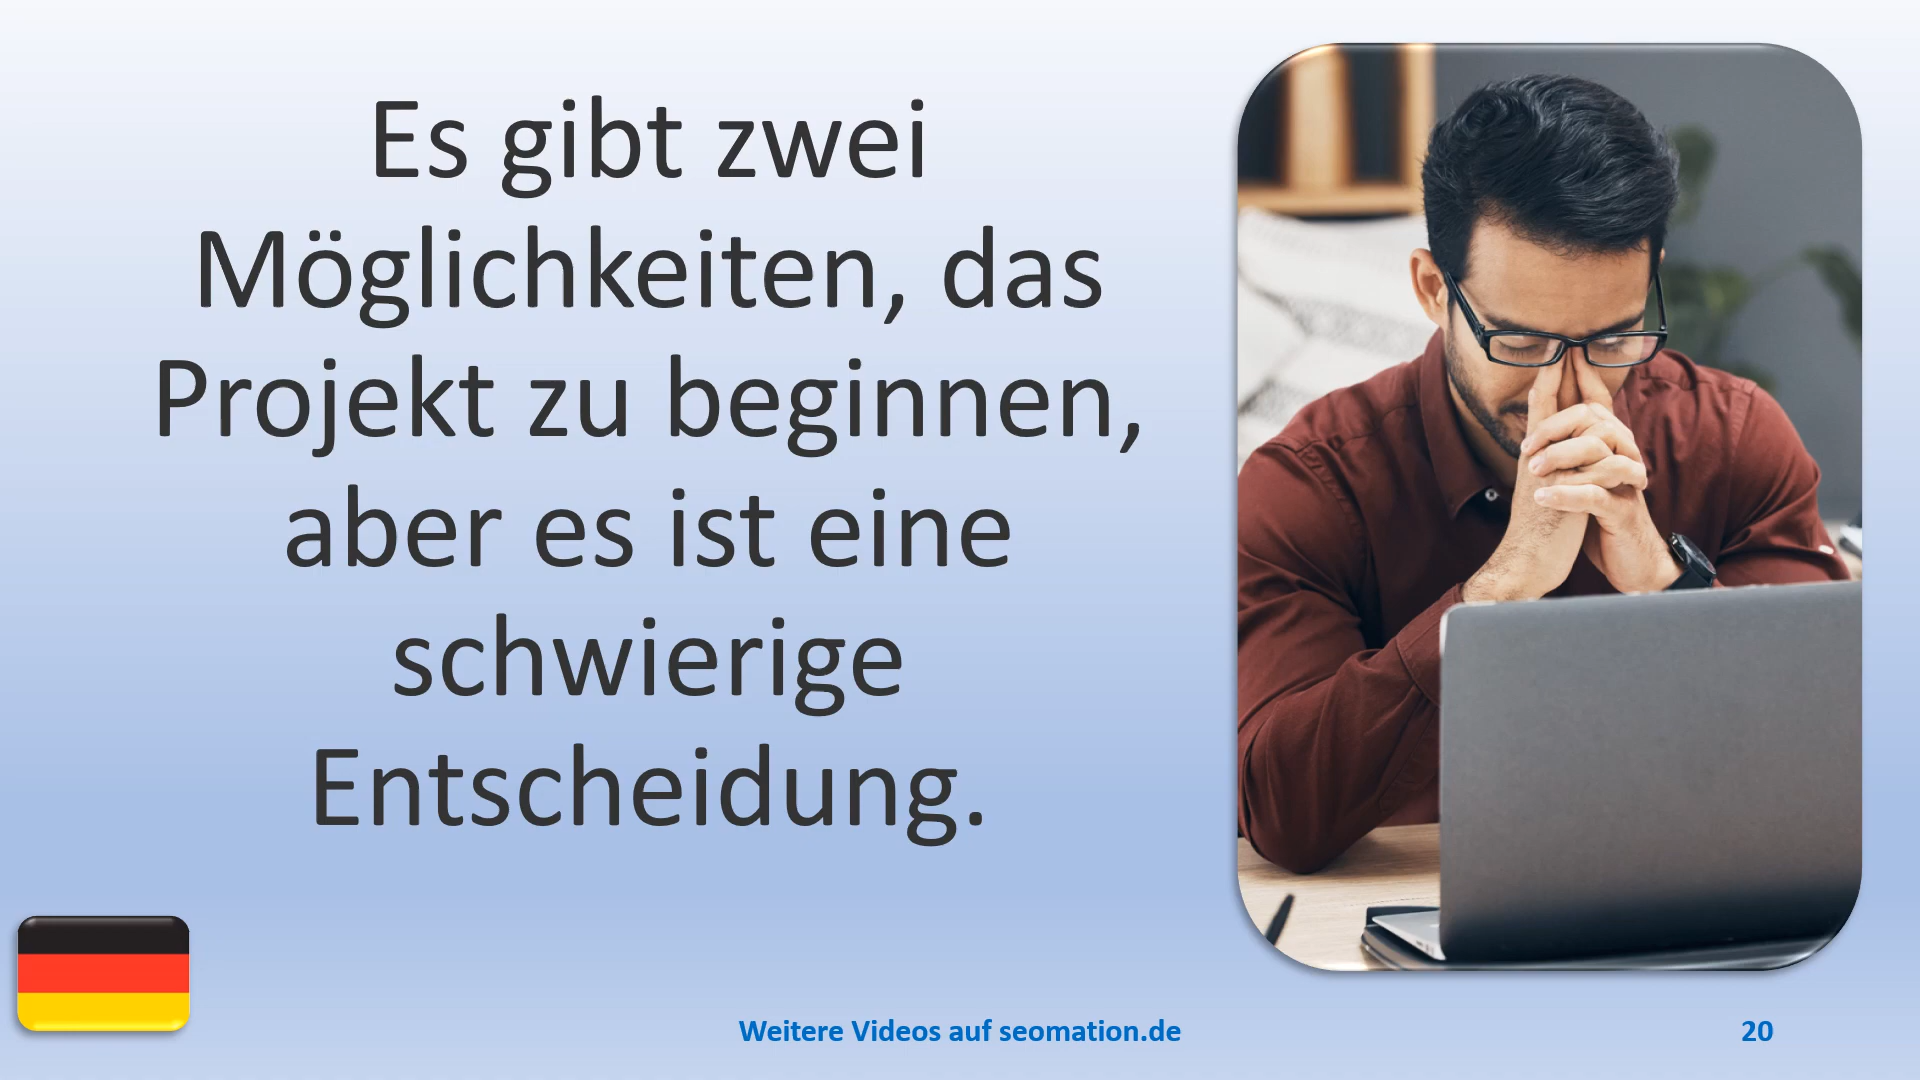 Es gibt zwei
Möglichkeiten, das
Projekt zu beginnen,
aber es ist eine
schwierige
Entscheidung.
Weitere Videos auf seomation.de
20